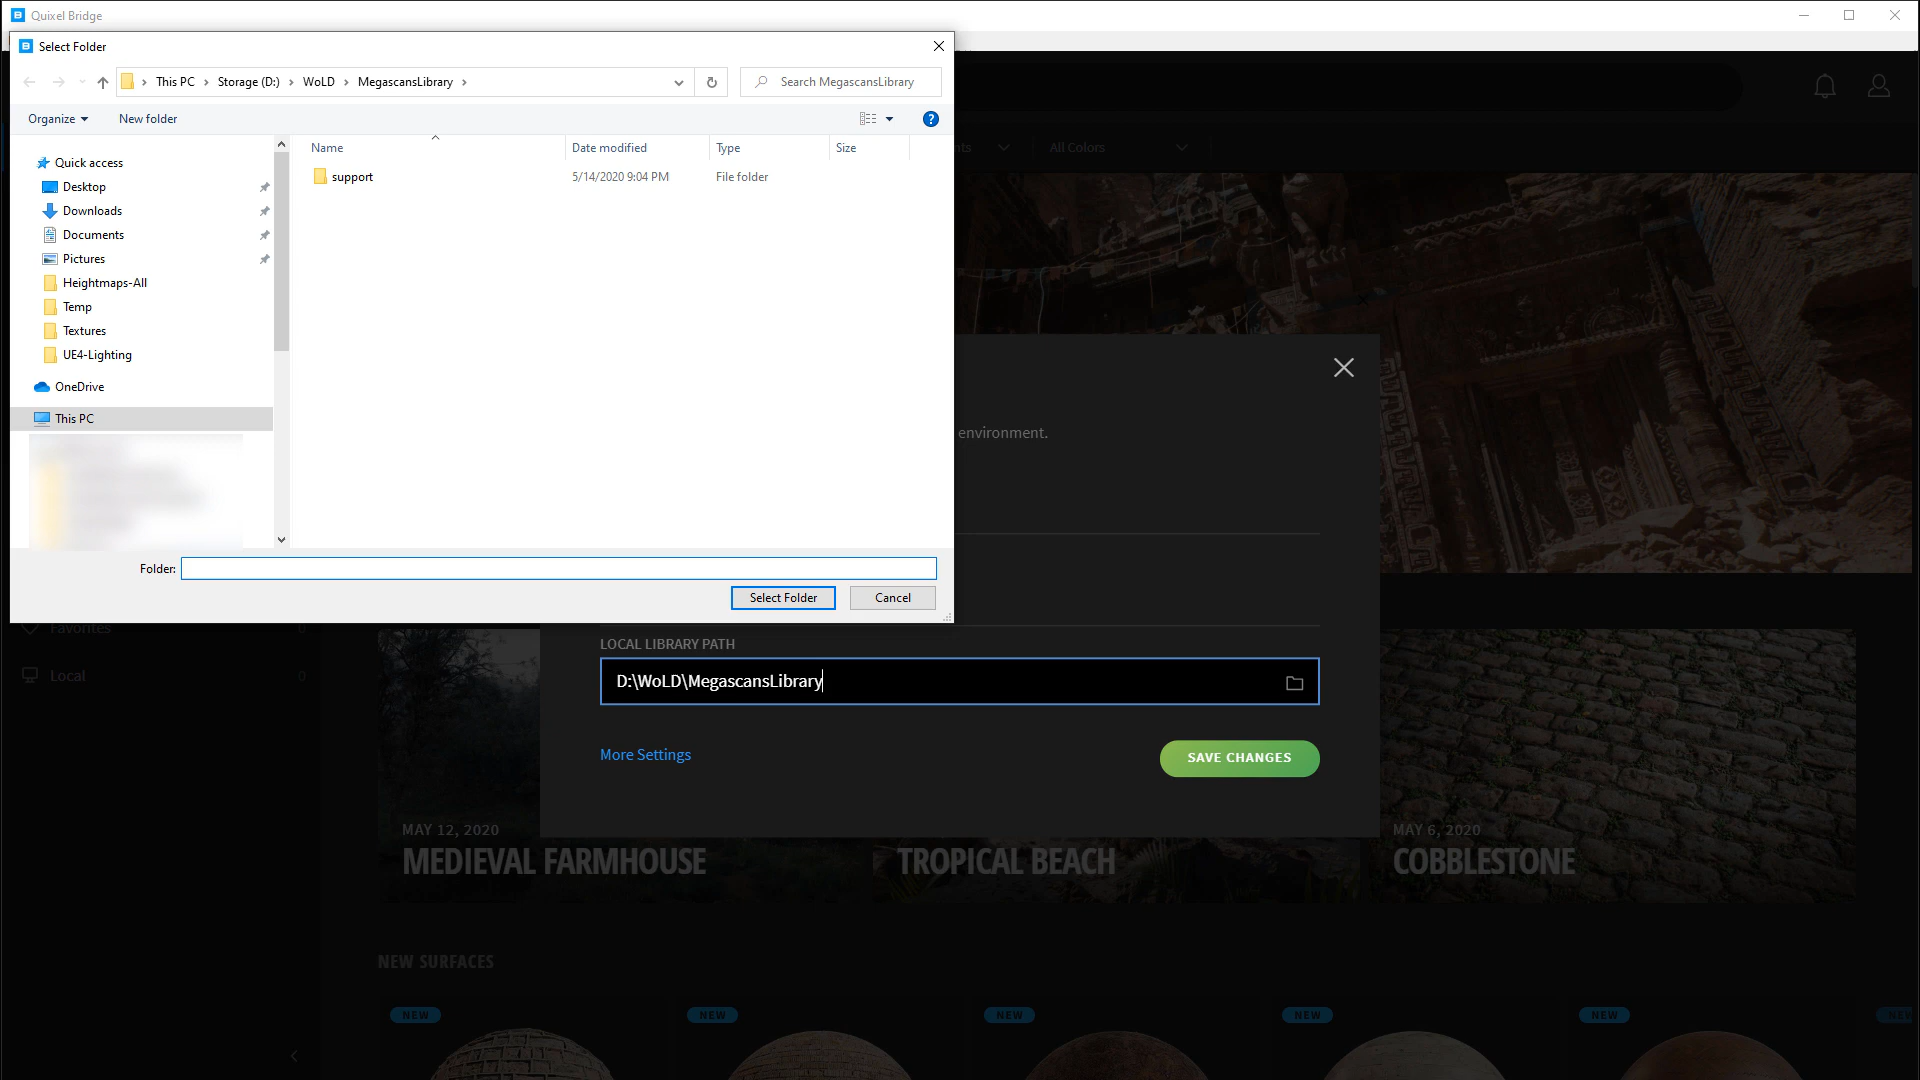 Quixel Bridge
Select Folder
This PC
Storage (D:)
WoLD
MegascansLibrary
Search MegascansLibrary
Organize
New folder
Name
Date modified
Type
Size
support
5/14/2020 9:04 PM
File folder
Quick access
Desktop
Downloads
Documents
Pictures
Heightmaps-All
Temp
Textures
UE4-Lighting
OneDrive
This PC
Folder:
Select Folder
Cancel
All Colors
environment.
Favorites
0
Local
0
LOCAL LIBRARY PATH
D:\WoLD\MegascansLibrary
More Settings
SAVE CHANGES
MAY 12, 2020
MEDIEVAL FARMHOUSE
TROPICAL BEACH
MAY 6, 2020
COBBLESTONE
NEW SURFACES
NEW
NEW
NEW
NEW
NEW